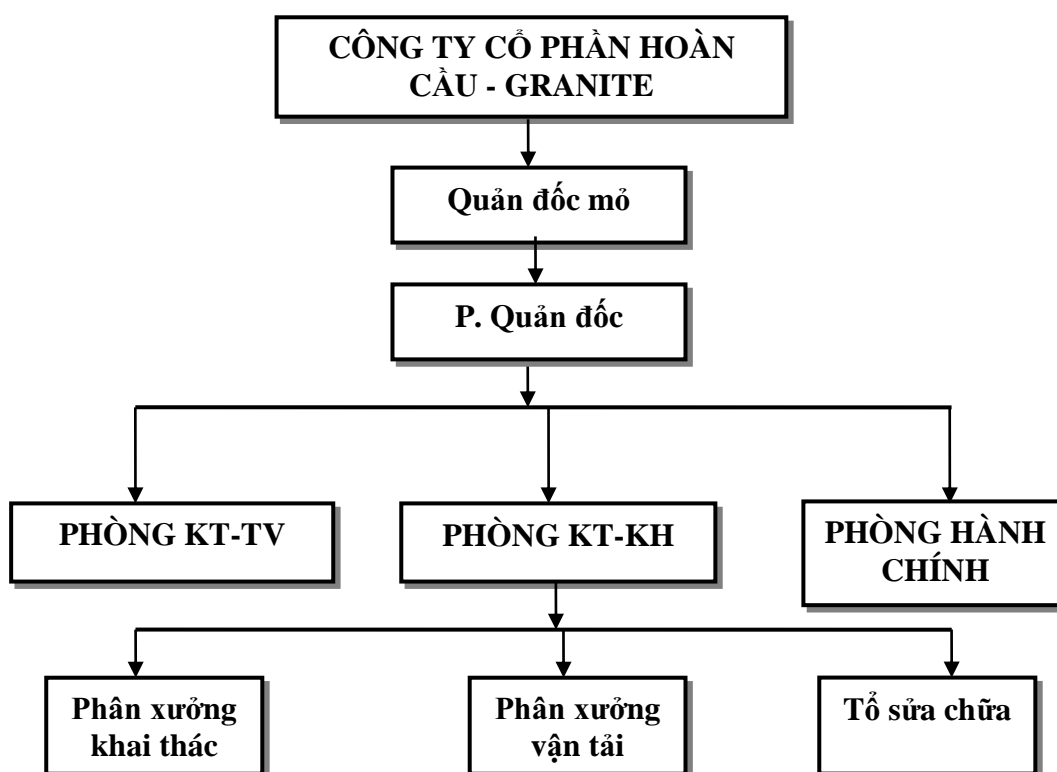 CÔNG TY CỔ PHẦN HOÀN
CẦU - GRANITE
Quản đốc mỏ
P. Quản đốc
PHÒNG KT-TV
PHÒNG KT-KH
PHÒNG HÀNH
CHÍNH
Phân xưởng
khai thác
Phân xưởng
vận tải
Tổ sửa chữa